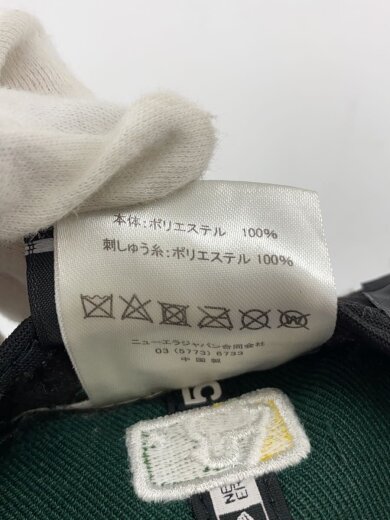 本体:ポリエステル 100%
刺しゅう糸:ポリエステル 100%
W
ニューエラジャパン合同会社
03 (5773) 6733
中国製
5
NE